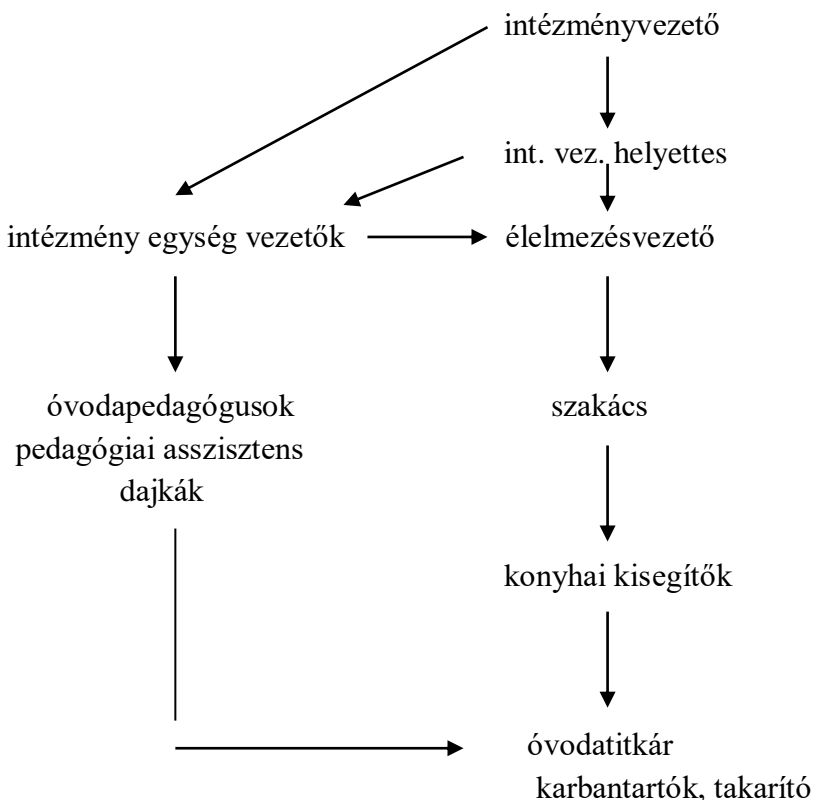 intézményvezető
int. vez. helyettes
intézmény egység vezetők
élelmezésvezető
óvodapedagógusok
pedagógiai asszisztens
dajkák
szakács
konyhai kisegítők
óvodatitkár
karbantartók, takarító